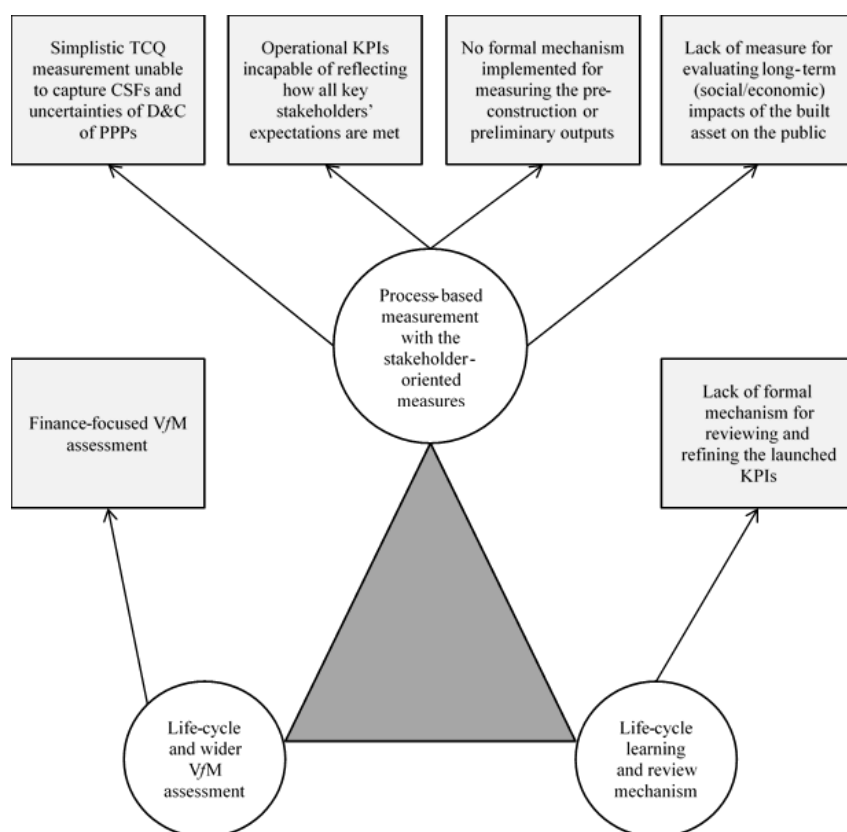 Simplistic TCQ
measurement unable
to capture CSFs and
uncertainties of D&C
of PPPs
Operational KPIs
incapable of reflecting
how all key
stakeholders'
expectations are met
No formal mechanism
implemented for
measuring the pre-
construction or
preliminary outputs
Lack of measure for
evaluating long-term
(social/economic)
impacts of the built
asset on the public
Process-based
measurement
with the
stakeholder-
oriented
measures
Finance-focused VfM
assessment
Lack of formal
mechanism for
reviewing and
refining the launched
KPIs
Life-cycle
and wider
VfM
assessment
Life-cycle
learning
and review
mechanism